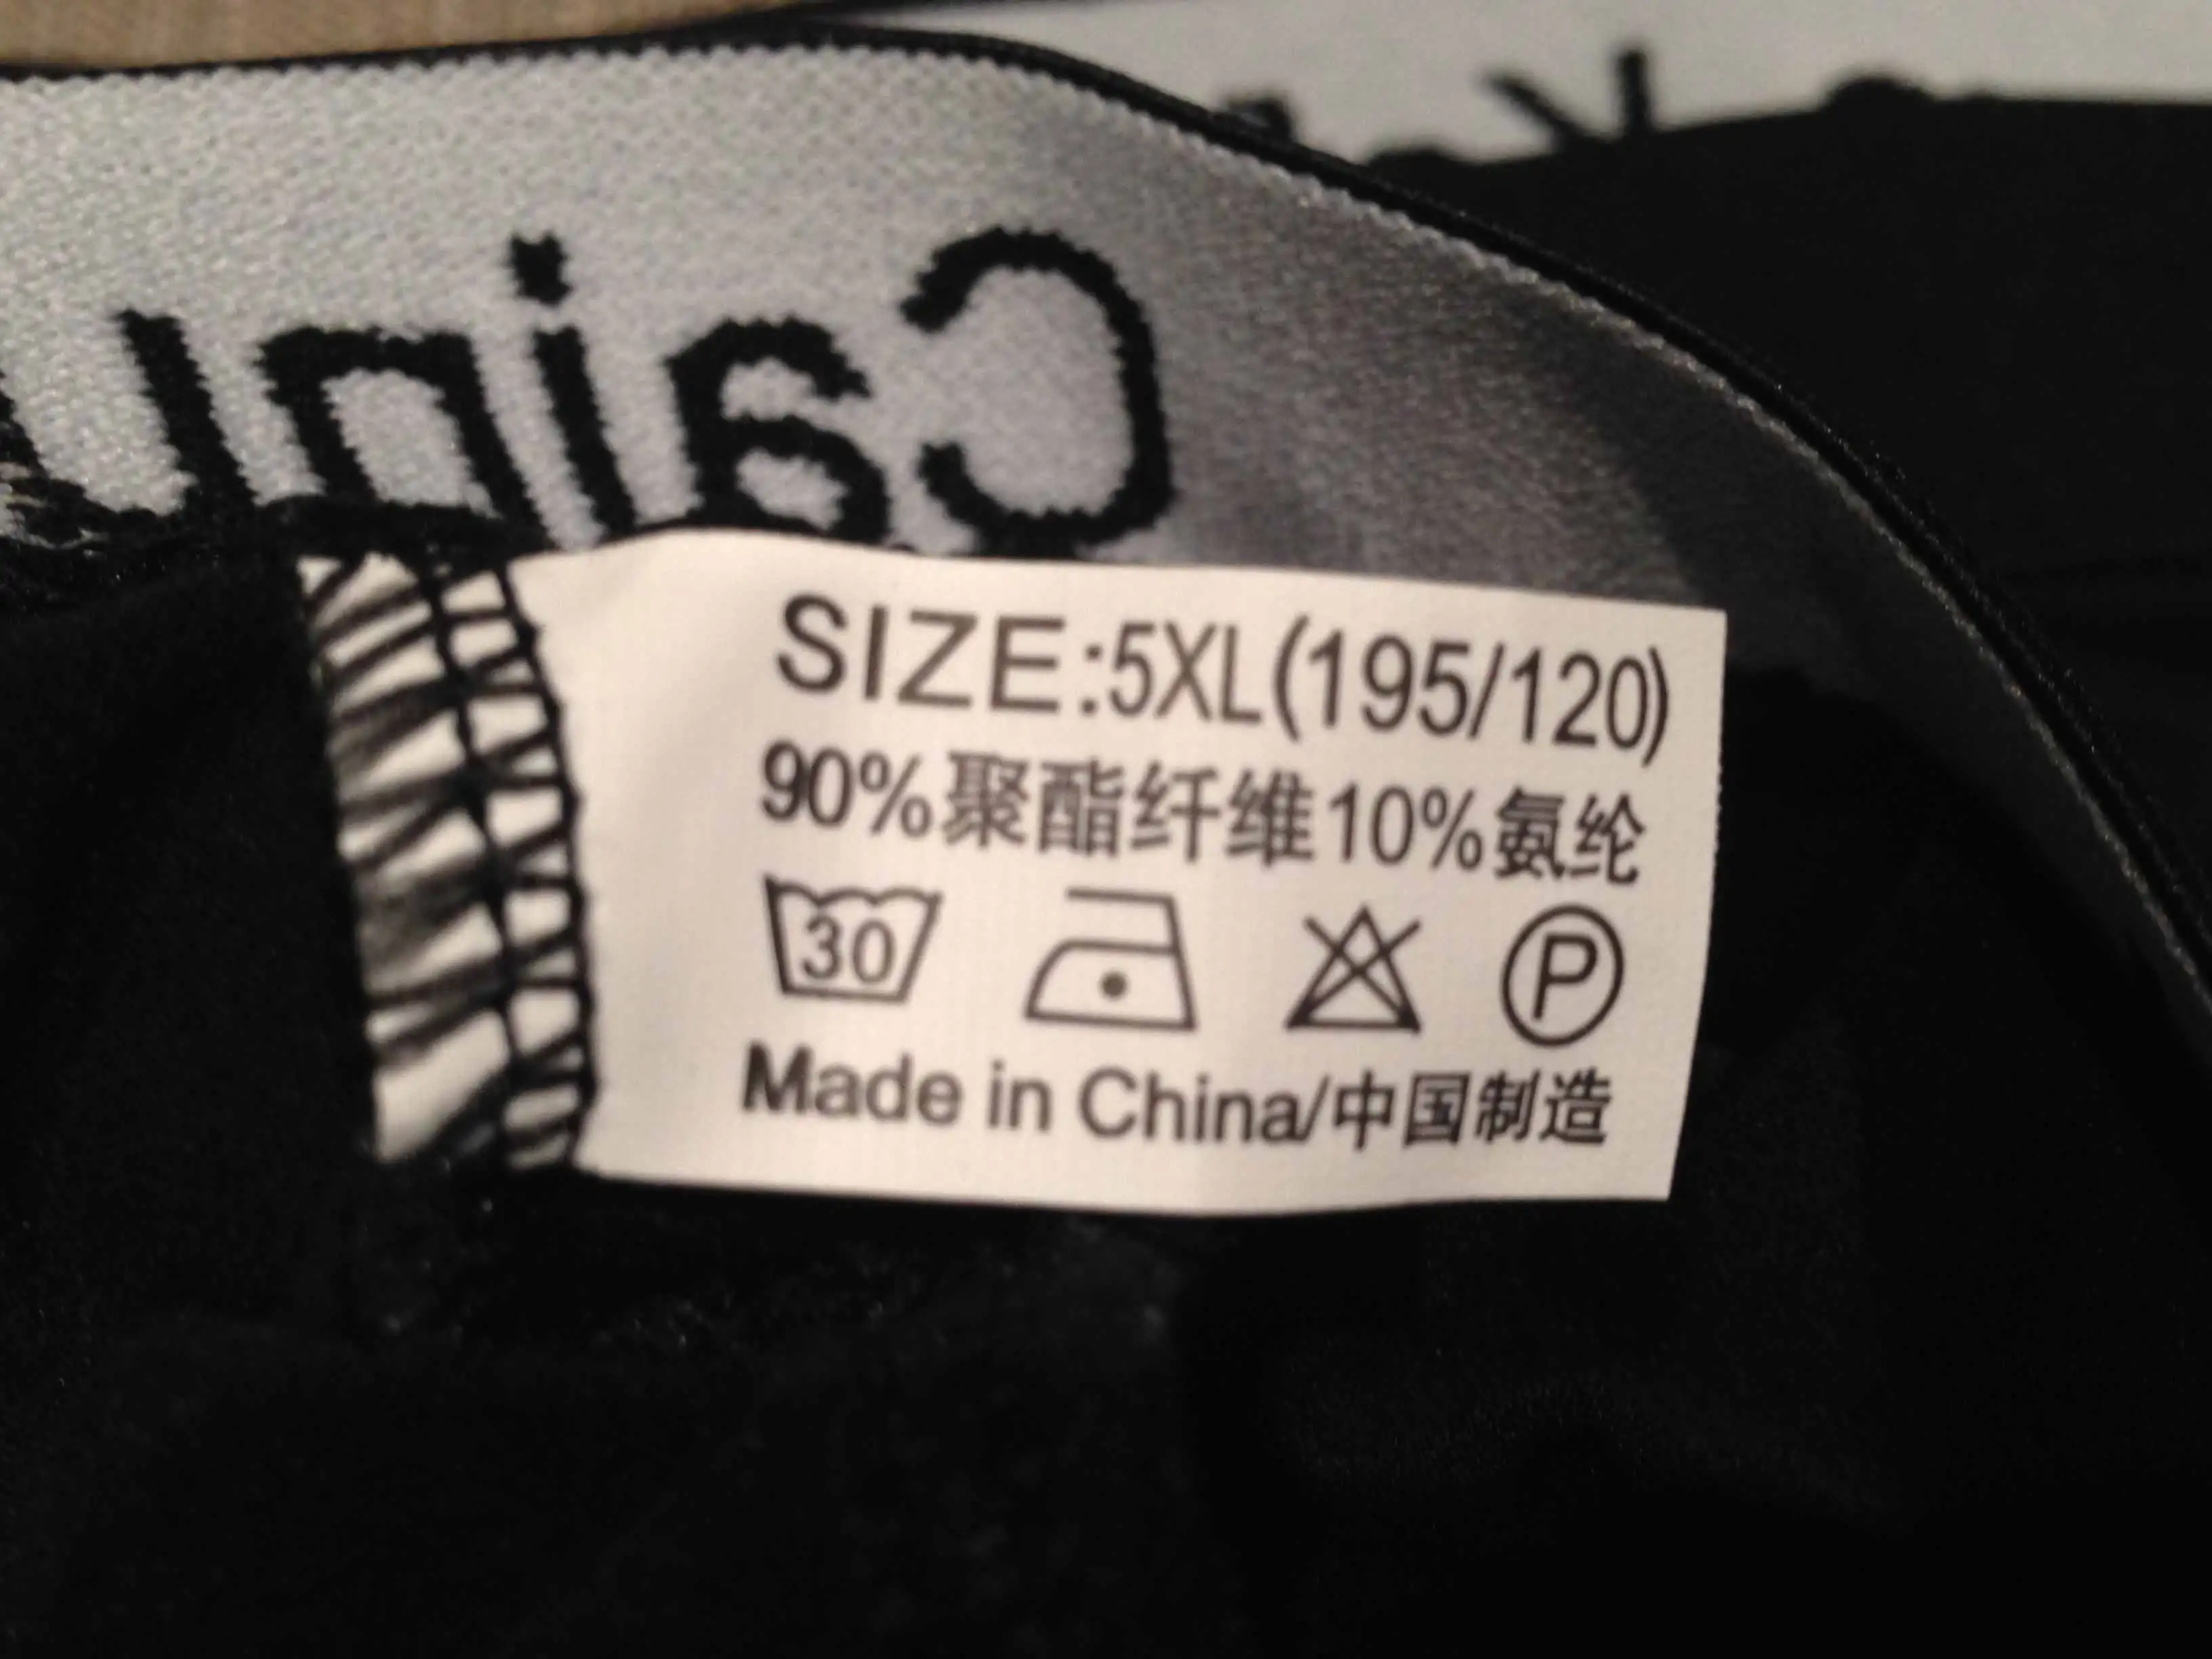 Cainu
SIZE:5XL(195/120)
90%聚酯纤维10%氨纶
30
P
Made in China/中国制造